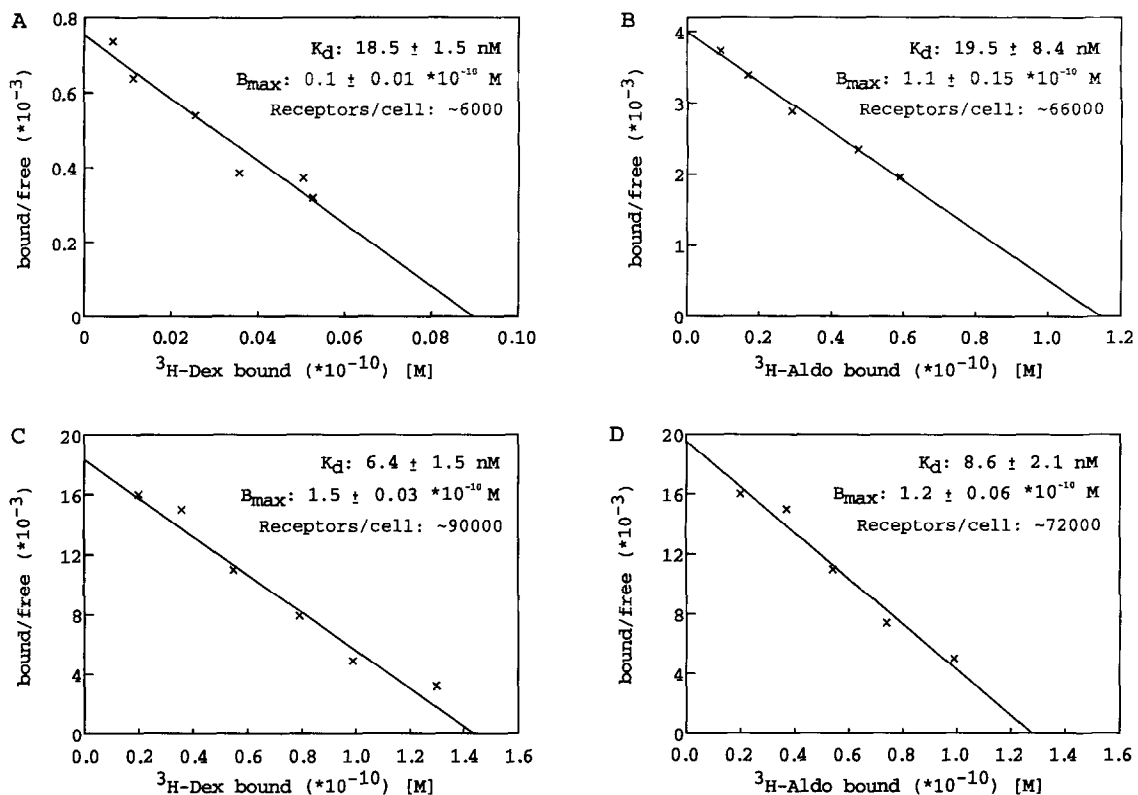 A
K_d: 18.5 ± 1.5 nM
B_max: 0.1 ± 0.01 *10^-10 M
Receptors/cell: ~6000
0.8
0.6
0.4
0.2
0
bound/free (*10^-3)
0 0.02 0.04 0.06 0.08 0.10
^3H-Dex bound (*10^-10) [M]
B
K_d: 19.5 ± 8.4 nM
B_max: 1.1 ± 0.15 *10^-10 M
Receptors/cell: ~66000
4
3
2
1
0
bound/free (*10^-3)
0.0 0.2 0.4 0.6 0.8 1.0 1.2
^3H-Aldo bound (*10^-10) [M]
C
K_d: 6.4 ± 1.5 nM
B_max: 1.5 ± 0.03 *10^-10 M
Receptors/cell: ~90000
20
16
12
8
4
0
bound/free (*10^-3)
0.0 0.2 0.4 0.6 0.8 1.0 1.2 1.4 1.6
^3H-Dex bound (*10^-10) [M]
D
K_d: 8.6 ± 2.1 nM
B_max: 1.2 ± 0.06 *10^-10 M
Receptors/cell: ~72000
20
16
12
8
4
0
bound/free (*10^-3)
0.0 0.2 0.4 0.6 0.8 1.0 1.2 1.4 1.6
^3H-Aldo bound (*10^-10) [M]